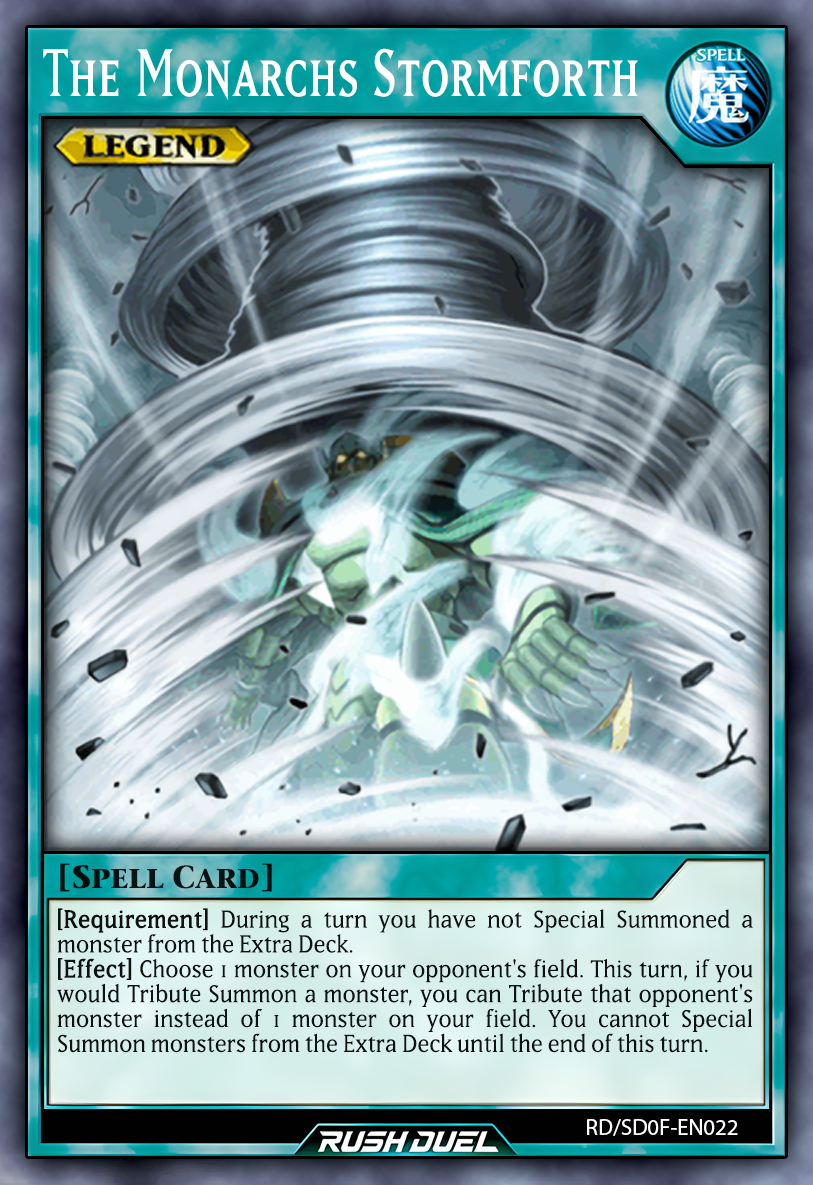 The Monarchs Stormforth
SPELL
魔
LEGEND
[Spell Card]
[Requirement] During a turn you have not Special Summoned a
monster from the Extra Deck.
[Effect] Choose 1 monster on your opponent's field. This turn, if you
would Tribute Summon a monster, you can Tribute that opponent's
monster instead of 1 monster on your field. You cannot Special
Summon monsters from the Extra Deck until the end of this turn.
RD/SD0F-EN022
RUSH DUEL